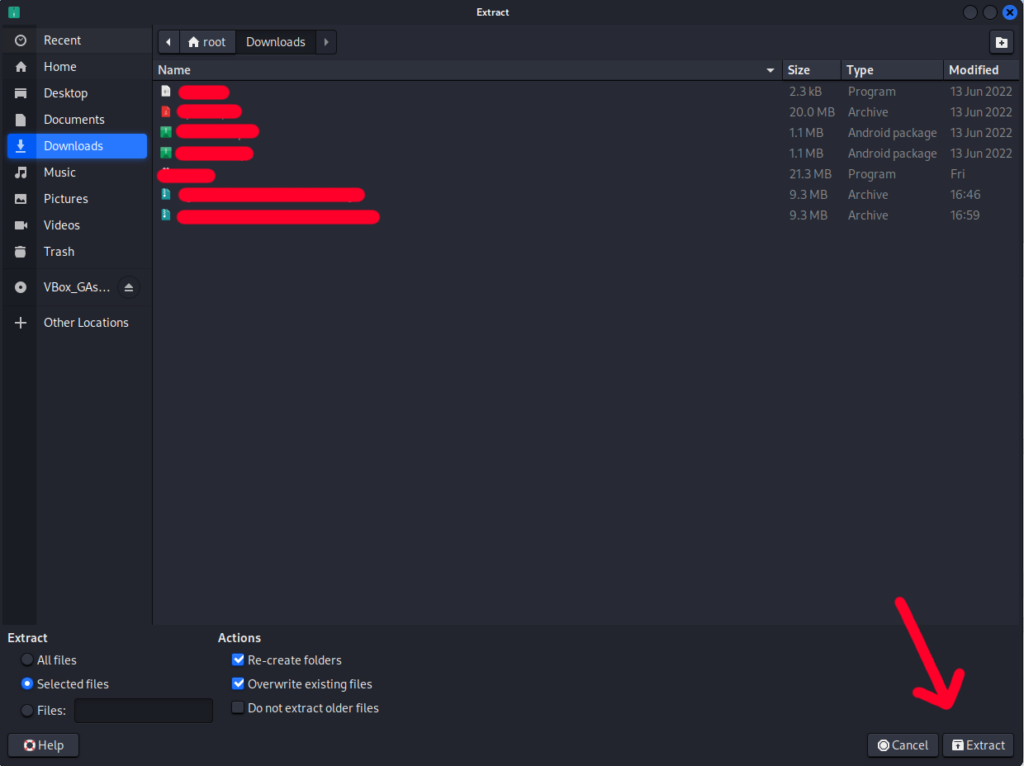 Extract
Recent
Home
Desktop
Documents
Downloads
Music
Pictures
Videos
Trash
VBox_GAs...
Other Locations
root Downloads
Name Size Type Modified
2.3 kB Program 13 Jun 2022
20.0 MB Archive 13 Jun 2022
1.1 MB Android package 13 Jun 2022
1.1 MB Android package 13 Jun 2022
21.3 MB Program Fri
9.3 MB Archive 16:46
9.3 MB Archive 16:59
Extract
All files
Selected files
Files:
Actions
Re-create folders
Overwrite existing files
Do not extract older files
Help Cancel Extract